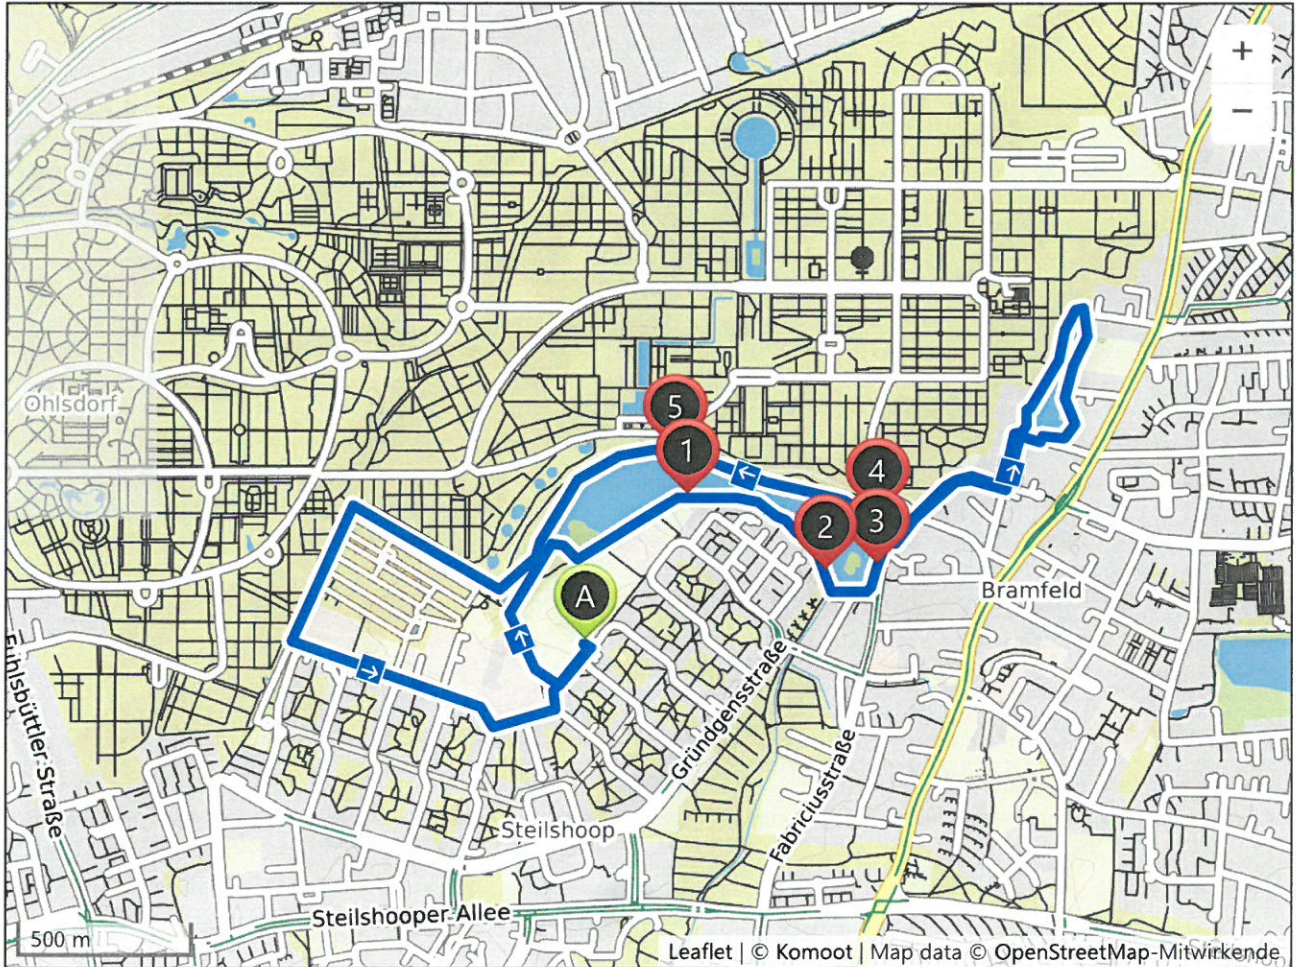 +
−
Ohlsdorf
5
1
4
2
3
A
Bramfeld
Fuhlsbüttler-Straße
Gründgensstraße
Fabriciusstraße
Steilshoop
Steilshooper-Allee
500 m
Leaflet | © Komoot | Map data © OpenStreetMap-Mitwirkende